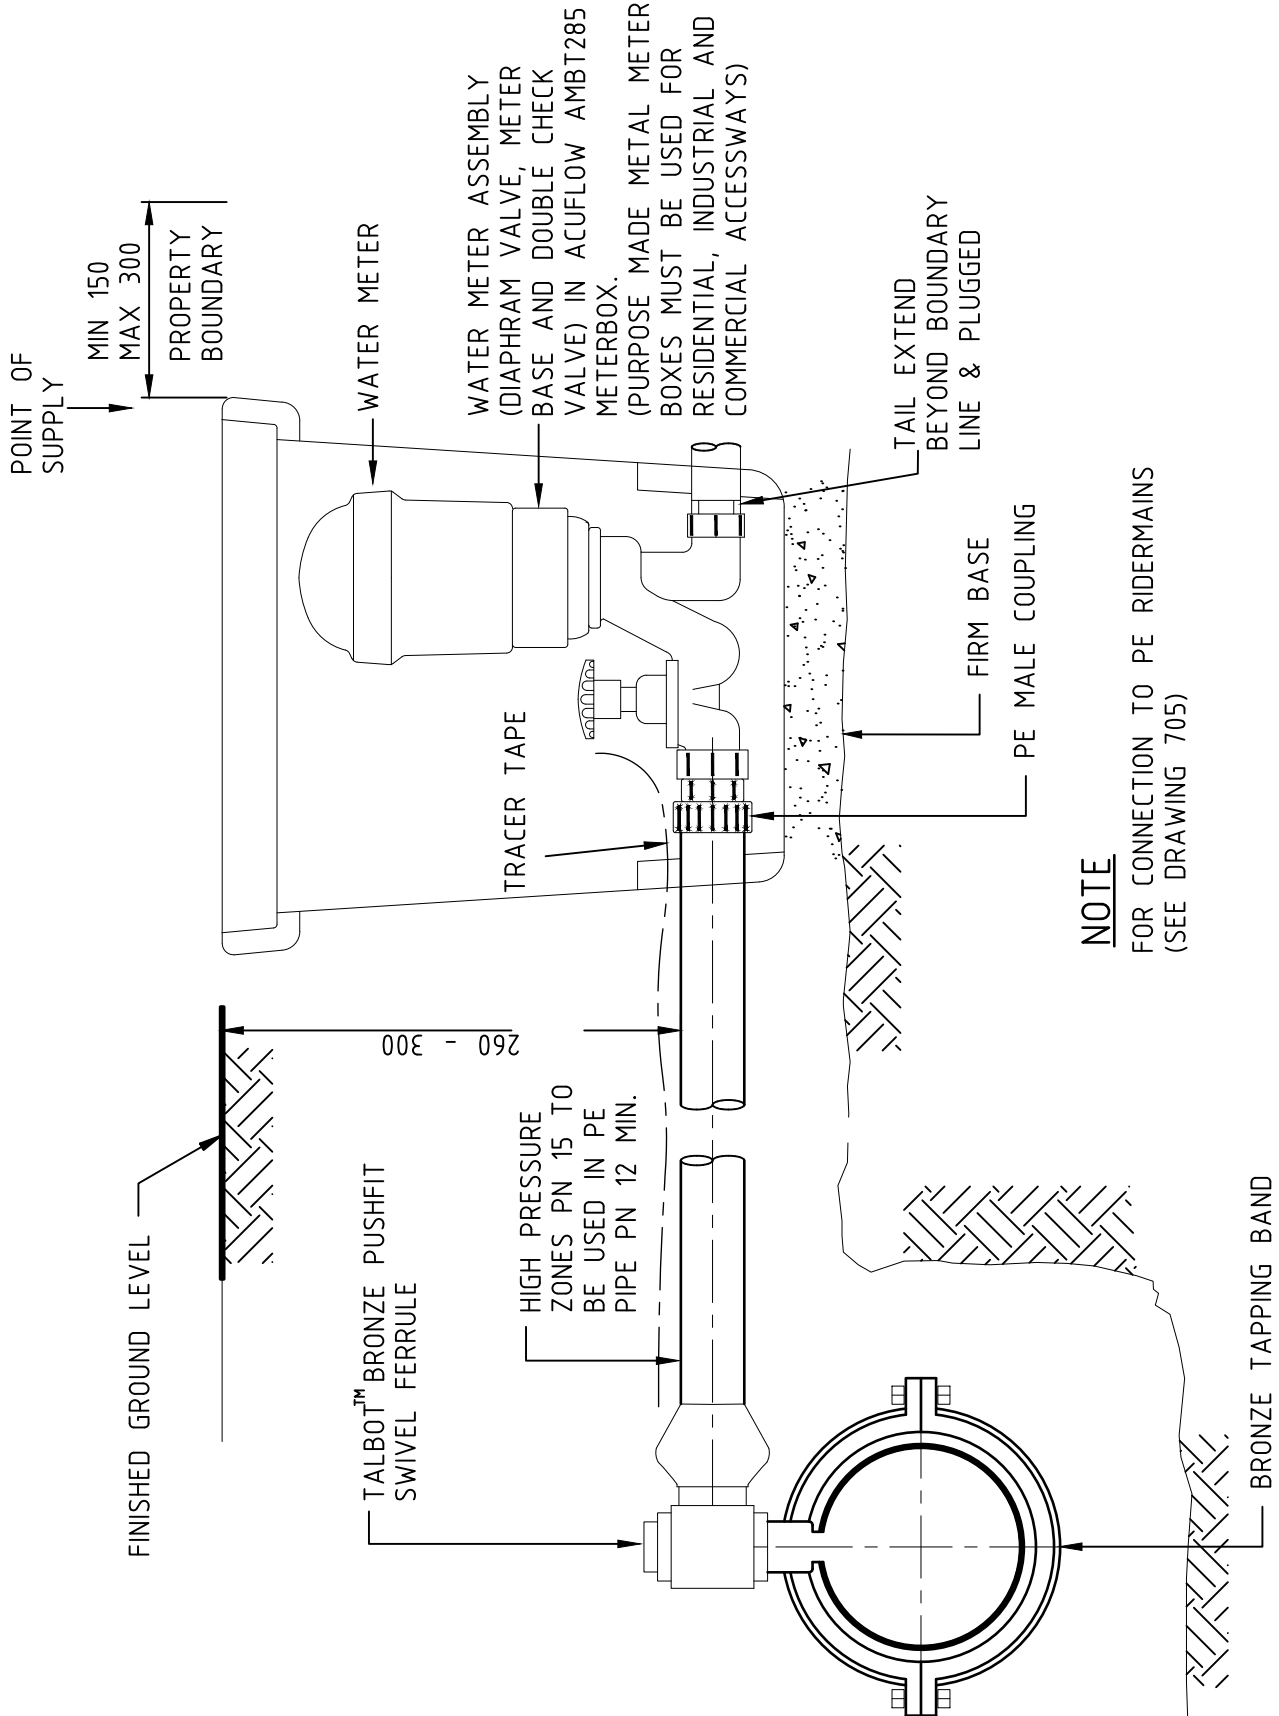 FINISHED GROUND LEVEL
TALBOT™ BRONZE PUSHFIT
SWIVEL FERRULE
HIGH PRESSURE
ZONES PN 15 TO
BE USED IN PE
PIPE PN 12 MIN.
260 - 300
TRACER TAPE
POINT OF
SUPPLY
MIN 150
MAX 300
PROPERTY
BOUNDARY
WATER METER
WATER METER ASSEMBLY
(DIAPHRAM VALVE, METER
BASE AND DOUBLE CHECK
VALVE) IN ACUFLOW AMBT285
METERBOX.
(PURPOSE MADE METAL METER
BOXES MUST BE USED FOR
RESIDENTIAL, INDUSTRIAL AND
COMMERCIAL ACCESSWAYS)
TAIL EXTEND
BEYOND BOUNDARY
LINE & PLUGGED
FIRM BASE
PE MALE COUPLING
NOTE
FOR CONNECTION TO PE RIDERMAINS
(SEE DRAWING 705)
BRONZE TAPPING BAND